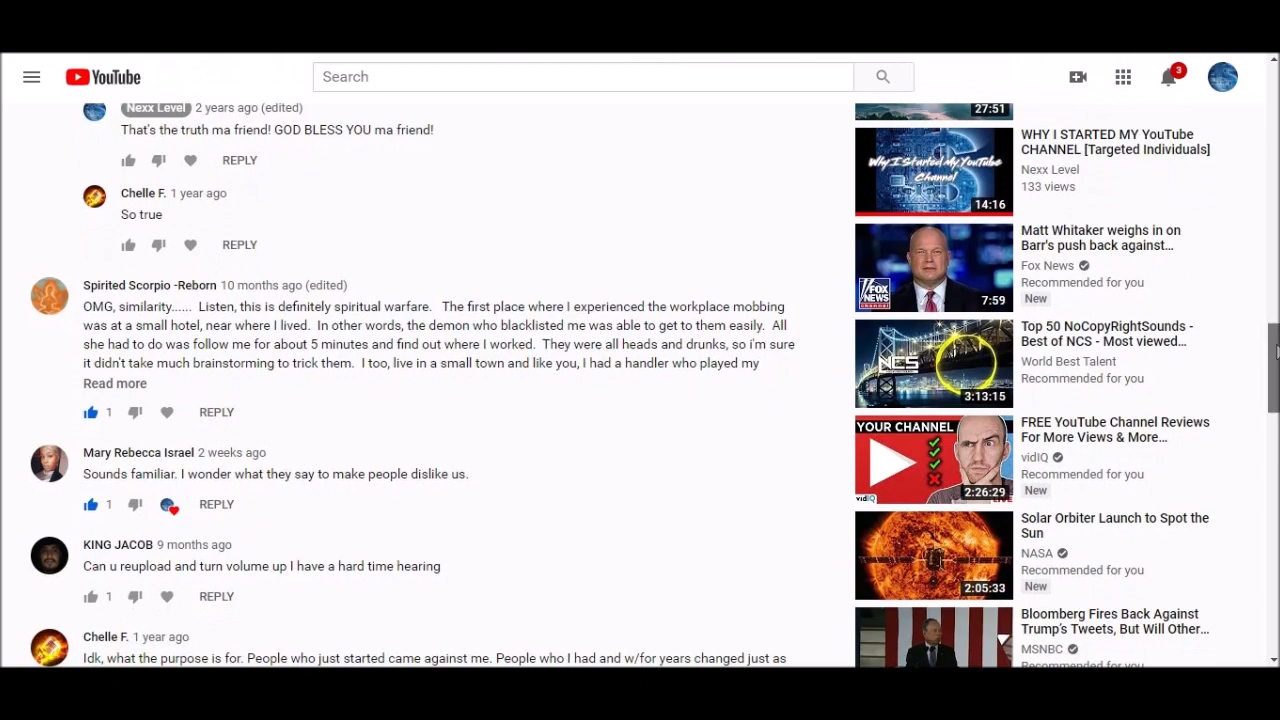 YouTube
Search
3
Nexx Level 2 years ago (edited)
That's the truth ma friend! GOD BLESS YOU ma friend!
REPLY
Chelle F. 1 year ago
So true
REPLY
Spirited Scorpio -Reborn 10 months ago (edited)
OMG, similarity...... Listen, this is definitely spiritual warfare. The first place where I experienced the workplace mobbing
was at a small hotel, near where I lived. In other words, the demon who blacklisted me was able to get to them easily. All
she had to do was follow me for about 5 minutes and find out where I worked. They were all heads and drunks, so i'm sure
it didn't take much brainstorming to trick them. I too, live in a small town and like you, I had a handler who played my
Read more
1 REPLY
Mary Rebecca Israel 2 weeks ago
Sounds familiar. I wonder what they say to make people dislike us.
1 REPLY
KING JACOB 9 months ago
Can u reupload and turn volume up I have a hard time hearing
1 REPLY
Chelle F. 1 year ago
Idk, what the purpose is for. People who just started came against me. People who I had and w/for years changed just as
27:51
Why I Started My YouTube
Channel
14:16
WHY I STARTED MY YouTube
CHANNEL [Targeted Individuals]
Nexx Level
133 views
FOX
NEWS
channel
7:59
Matt Whitaker weighs in on
Barr's push back against...
Fox News
Recommended for you
New
NCS
3:13:15
Top 50 NoCopyRightSounds -
Best of NCS - Most viewed...
World Best Talent
Recommended for you
YOUR CHANNEL
vidIQ
LIVE
2:26:29
FREE YouTube Channel Reviews
For More Views & More...
vidIQ
Recommended for you
New
2:05:33
Solar Orbiter Launch to Spot the
Sun
NASA
Recommended for you
New
Bloomberg Fires Back Against
Trump's Tweets, But Will Other...
MSNBC
Recommended for you